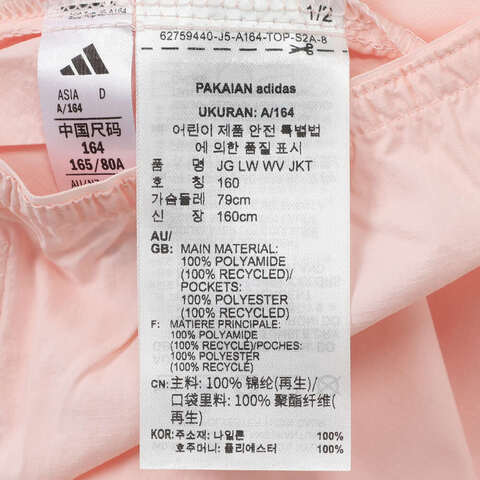 1/2
62759440-J5-A164-TOP-S2A-8
ASIA D
A/164
中国尺码
164
165/80A
PAKAIAN adidas
UKURAN: A/164
어린이 제품 안전 특별법
에 의한 품질 표시
품 명 JG LW WV JKT
호 칭 160
가슴둘레 79cm
신 장 160cm
AU/
GB: MAIN MATERIAL:
100% POLYAMIDE
(100% RECYCLED)/
POCKETS:
100% POLYESTER
(100% RECYCLED)
F: MATIERE PRINCIPALE:
100% POLYAMIDE
(100% RECYCLÉ)/POCHES:
100% POLYESTER
(100% RECYCLÉ)
CN: 主料: 100% 锦纶(再生)/
口袋里料: 100% 聚酯纤维(
再生)
KOR: 주소재: 나일론 100%
호주머니: 폴리에스터 100%